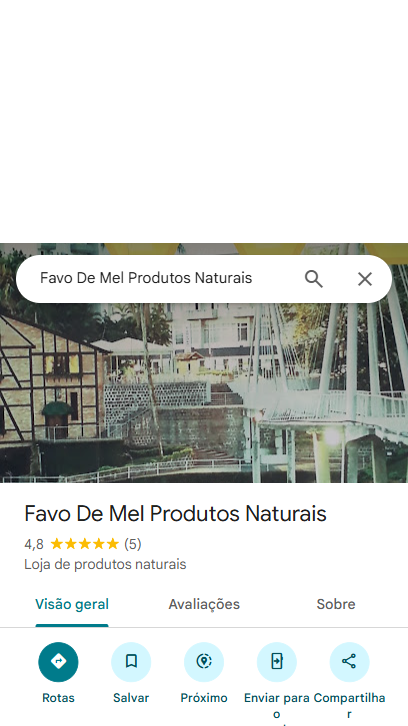 Favo De Mel Produtos Naturais
Favo De Mel Produtos Naturais
4,8 ★★★★★ (5)
Loja de produtos naturais
Visão geral Avaliações Sobre
Rotas Salvar Próximo Enviar para Compartilha
o r